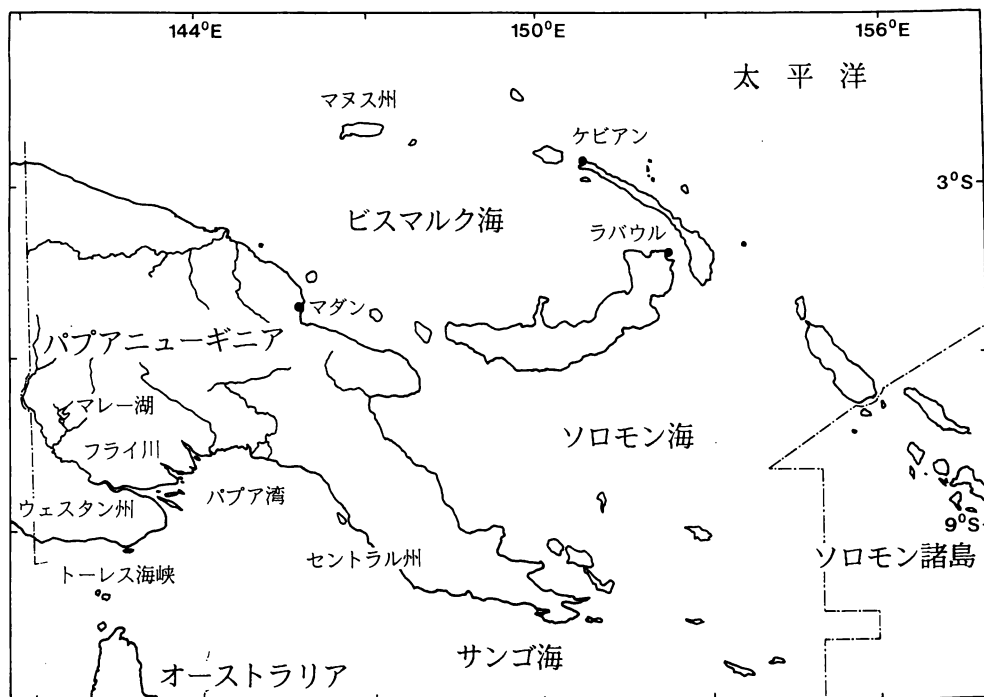 144°E
150°E
156°E
太平洋
マヌス州
ケビアン
3°S
ビスマルク海
ラバウル
マダン
パプアニューギニア
マレー湖
ソロモン海
フライ川
パプア湾
ウェスタン州
9°S
セントラル州
ソロモン諸島
トーレス海峡
サンゴ海
オーストラリア